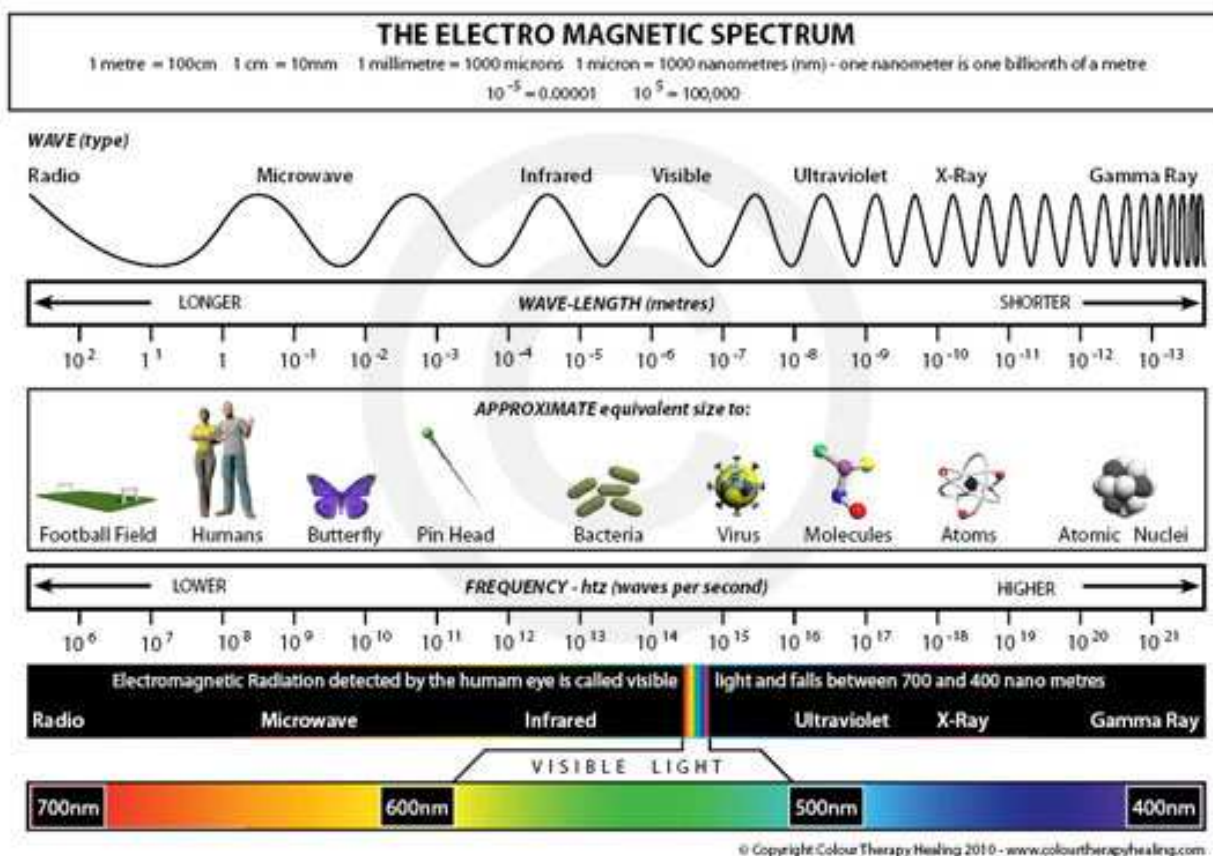 THE ELECTRO MAGNETIC SPECTRUM
1 metre = 100cm 1 cm = 10mm 1 millimetre = 1000 microns 1 micron = 1000 nanometres (nm) - one nanometer is one billionth of a metre
10⁻⁵ = 0.00001 10⁵ = 100,000
WAVE (type)
Radio Microwave Infrared Visible Ultraviolet X-Ray Gamma Ray
LONGER WAVE-LENGTH (metres) SHORTER
10² 1¹ 1 10⁻¹ 10⁻² 10⁻³ 10⁻⁴ 10⁻⁵ 10⁻⁶ 10⁻⁷ 10⁻⁸ 10⁻⁹ 10⁻¹⁰ 10⁻¹¹ 10⁻¹² 10⁻¹³
APPROXIMATE equivalent size to:
Football Field Humans Butterfly Pin Head Bacteria Virus Molecules Atoms Atomic Nuclei
LOWER FREQUENCY - htz (waves per second) HIGHER
10⁶ 10⁷ 10⁸ 10⁹ 10¹⁰ 10¹¹ 10¹² 10¹³ 10¹⁴ 10¹⁵ 10¹⁶ 10¹⁷ 10⁻¹⁸ 10¹⁹ 10²⁰ 10²¹
Electromagnetic Radiation detected by the humam eye is called visible light and falls between 700 and 400 nano metres
Radio Microwave Infrared Ultraviolet X-Ray Gamma Ray
VISIBLE LIGHT
700nm 600nm 500nm 400nm
© Copyright Colour Therapy Healing 2010 - www.colourtherapyhealing.com